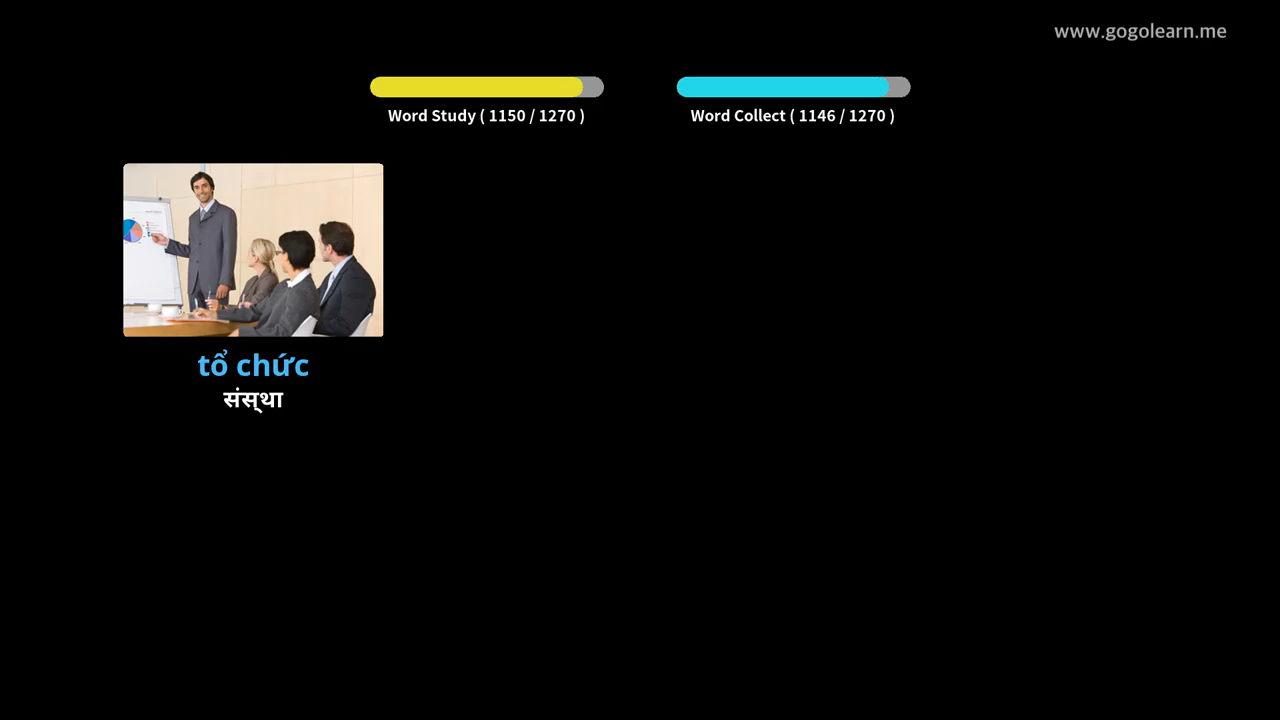 www.gogolearn.me
Word Study ( 1150 / 1270 )
Word Collect ( 1146 / 1270 )
tổ chức
संस्था